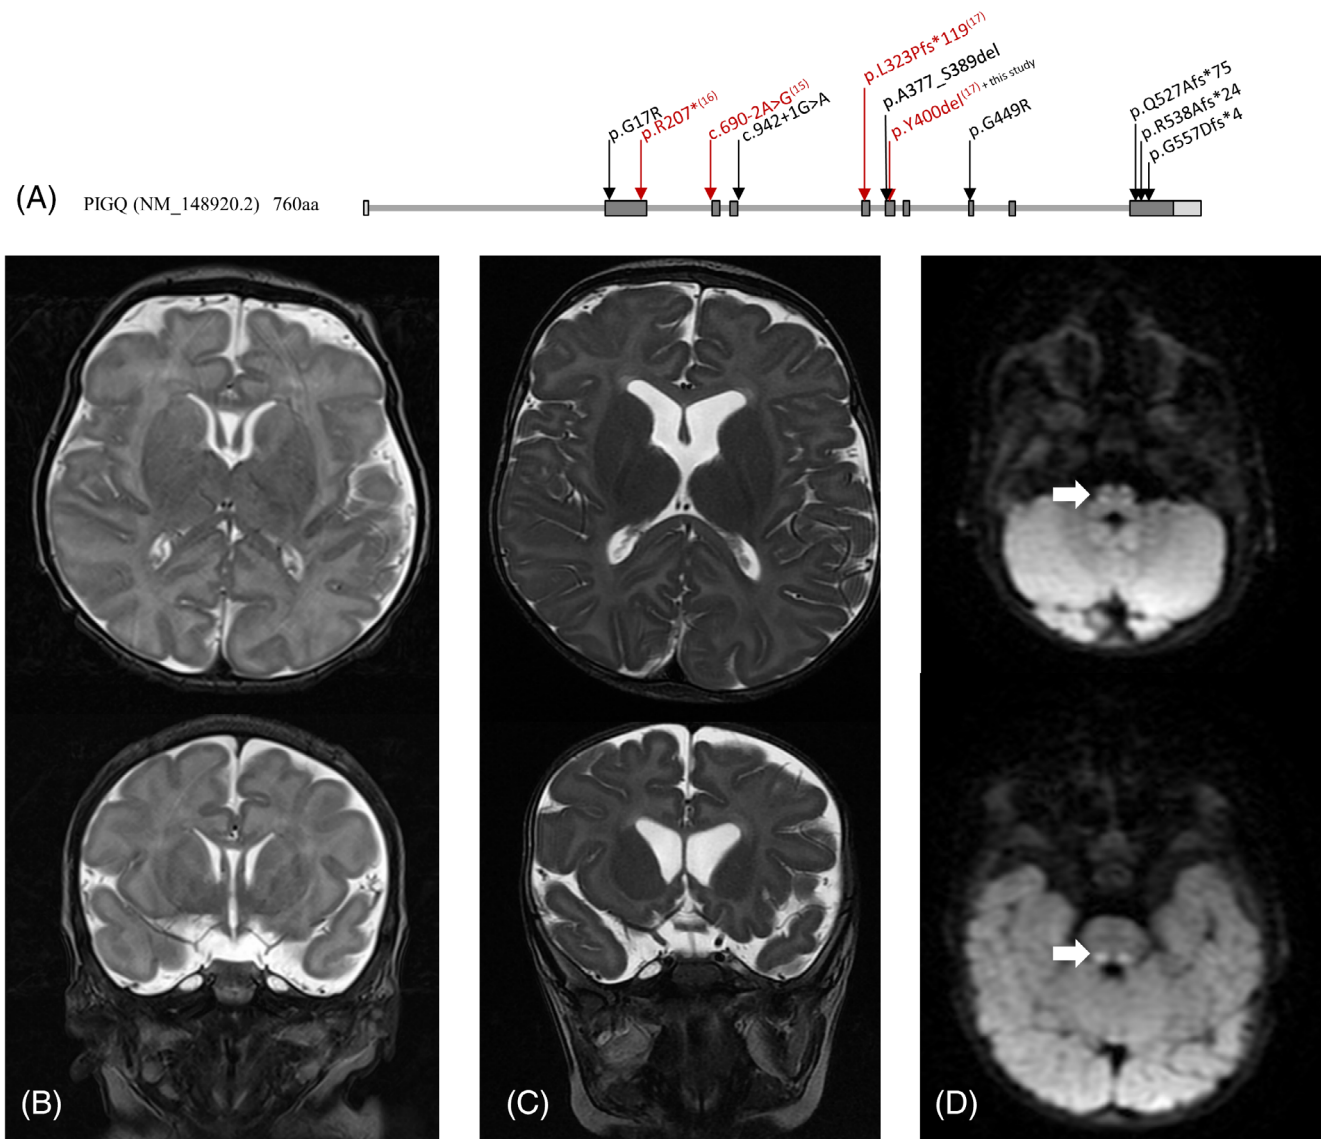 p.G17R
p.R207*(16)
c.690-2A>G(15)
c.942+1G>A
p.L323Pfs*119(17)
p.A377_S389del
p.Y400del(17) + this study
p.G449R
p.Q527Afs*75
p.R538Afs*24
p.G557Dfs*4
(A) PIGQ (NM_148920.2) 760aa
(B)
(C)
(D)